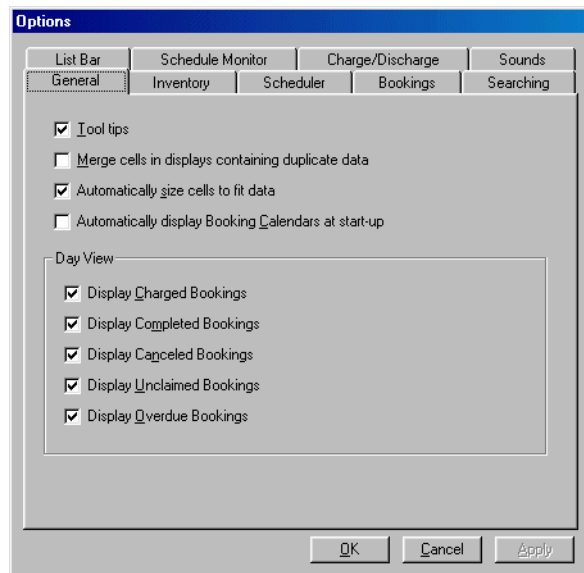 Options
List Bar Schedule Monitor Charge/Discharge Sounds
General Inventory Scheduler Bookings Searching
Tool tips
Merge cells in displays containing duplicate data
Automatically size cells to fit data
Automatically display Booking Calendars at start-up
Day View
Display Charged Bookings
Display Completed Bookings
Display Canceled Bookings
Display Unclaimed Bookings
Display Overdue Bookings
OK Cancel Apply